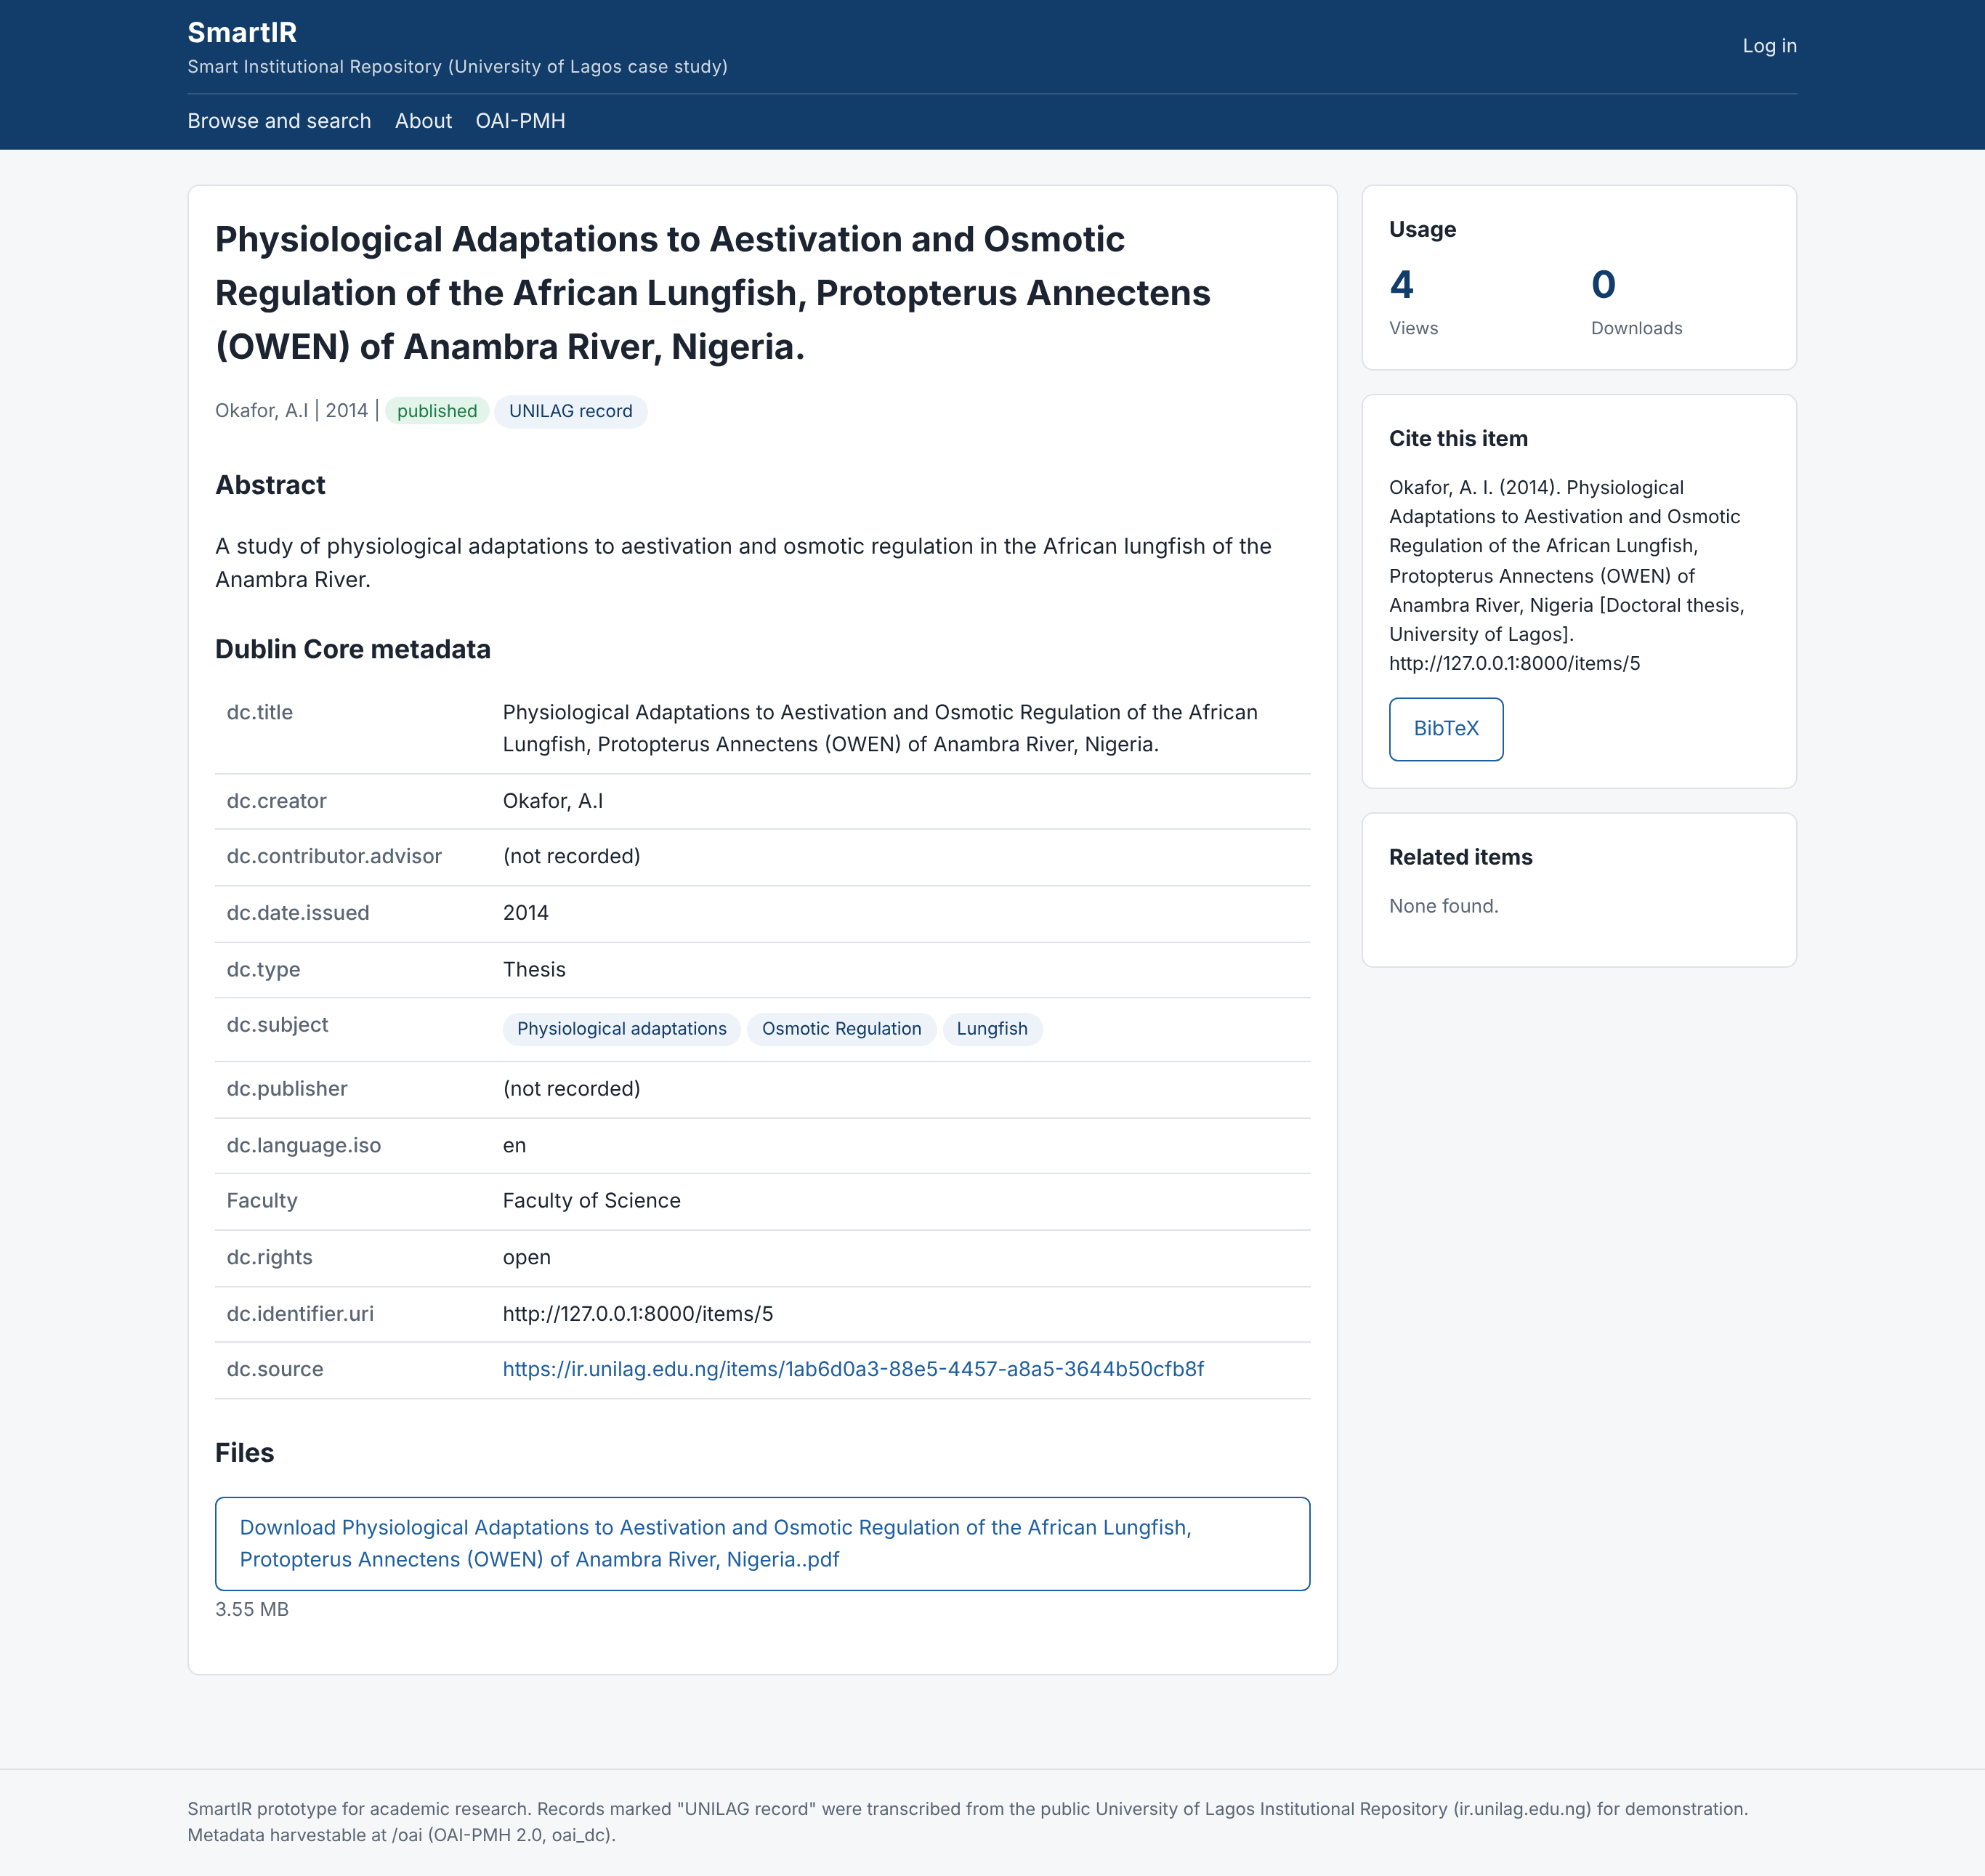 SmartIR
Smart Institutional Repository (University of Lagos case study)
Log in
Browse and search About OAI-PMH
Physiological Adaptations to Aestivation and Osmotic
Regulation of the African Lungfish, Protopterus Annectens
(OWEN) of Anambra River, Nigeria.
Okafor, A.I | 2014 | published UNILAG record
Abstract
A study of physiological adaptations to aestivation and osmotic regulation in the African lungfish of the
Anambra River.
Dublin Core metadata
dc.title Physiological Adaptations to Aestivation and Osmotic Regulation of the African
Lungfish, Protopterus Annectens (OWEN) of Anambra River, Nigeria.
dc.creator Okafor, A.I
dc.contributor.advisor (not recorded)
dc.date.issued 2014
dc.type Thesis
dc.subject Physiological adaptations Osmotic Regulation Lungfish
dc.publisher (not recorded)
dc.language.iso en
Faculty Faculty of Science
dc.rights open
dc.identifier.uri http://127.0.0.1:8000/items/5
dc.source https://ir.unilag.edu.ng/items/1ab6d0a3-88e5-4457-a8a5-3644b50cfb8f
Files
Download Physiological Adaptations to Aestivation and Osmotic Regulation of the African Lungfish,
Protopterus Annectens (OWEN) of Anambra River, Nigeria..pdf
3.55 MB
Usage
4 0
Views Downloads
Cite this item
Okafor, A. I. (2014). Physiological
Adaptations to Aestivation and Osmotic
Regulation of the African Lungfish,
Protopterus Annectens (OWEN) of
Anambra River, Nigeria [Doctoral thesis,
University of Lagos].
http://127.0.0.1:8000/items/5
BibTeX
Related items
None found.
SmartIR prototype for academic research. Records marked "UNILAG record" were transcribed from the public University of Lagos Institutional Repository (ir.unilag.edu.ng) for demonstration.
Metadata harvestable at /oai (OAI-PMH 2.0, oai_dc).